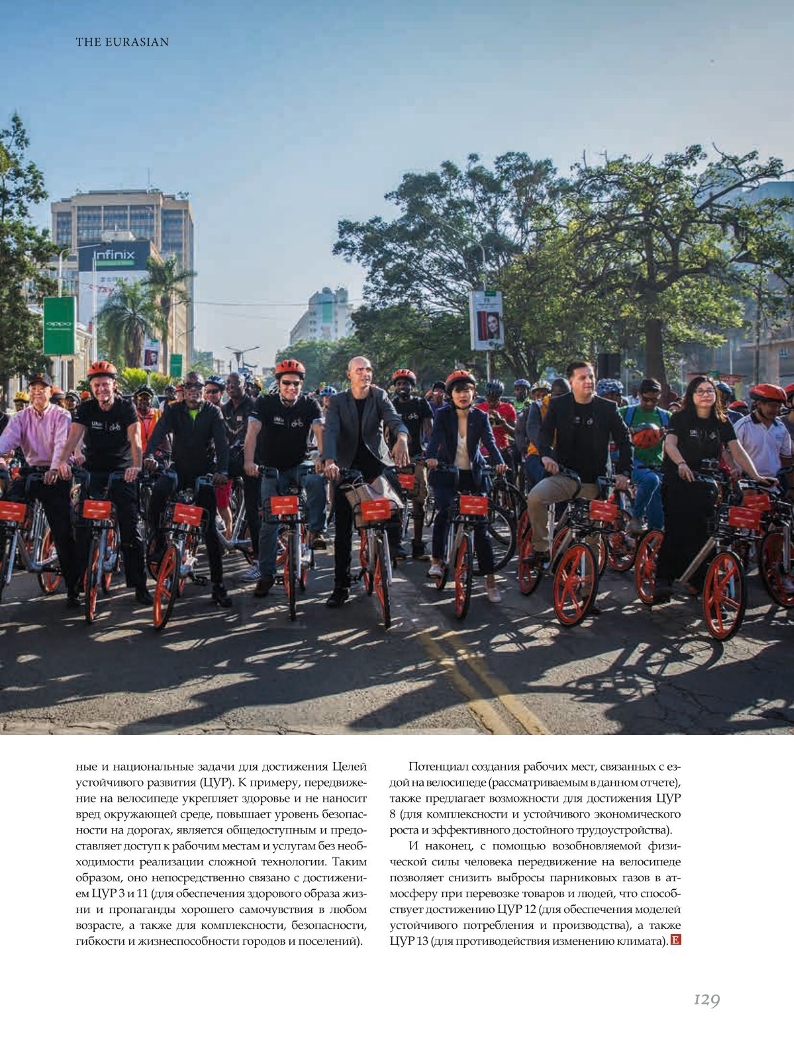 THE EURASIAN
infinix
oppo
ные и национальные задачи для достижения Целей
устойчивого развития (ЦУР). К примеру, передвиже-
ние на велосипеде укрепляет здоровье и не наносит
вред окружающей среде, повышает уровень безопас-
ности на дорогах, является общедоступным и предо-
ставляет доступ к рабочим местам и услугам без необ-
ходимости реализации сложной технологии. Таким
образом, оно непосредственно связано с достижени-
ем ЦУР 3 и 11 (для обеспечения здорового образа жиз-
ни и пропаганды хорошего самочувствия в любом
возрасте, а также для комплексности, безопасности,
гибкости и жизнеспособности городов и поселений).
Потенциал создания рабочих мест, связанных с ез-
дой на велосипеде (рассматриваемым в данном отчете),
также предлагает возможности для достижения ЦУР
8 (для комплексности и устойчивого экономического
роста и эффективного достойного трудоустройства).
И наконец, с помощью возобновляемой физи-
ческой силы человека передвижение на велосипеде
позволяет снизить выбросы парниковых газов в ат-
мосферу при перевозке товаров и людей, что способ-
ствует достижению ЦУР 12 (для обеспечения моделей
устойчивого потребления и производства), а также
ЦУР 13 (для противодействия изменению климата). E
129